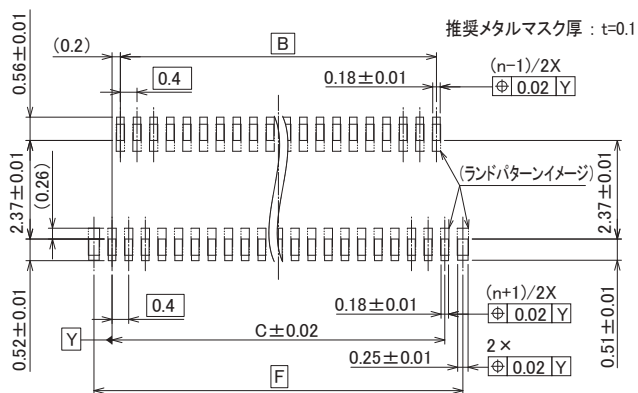 推奨メタルマスク厚 : t=0.1
(0.2)
B
0.56±0.01
0.4
0.18±0.01
(n−1)/2X
⌖ 0.02 Y
2.37±0.01
(0.26)
(ランドパターンイメージ)
2.37±0.01
0.52±0.01
0.4
0.18±0.01
(n+1)/2X
⌖ 0.02 Y
Y
C±0.02
0.25±0.01
2×
⌖ 0.02 Y
0.51±0.01
F